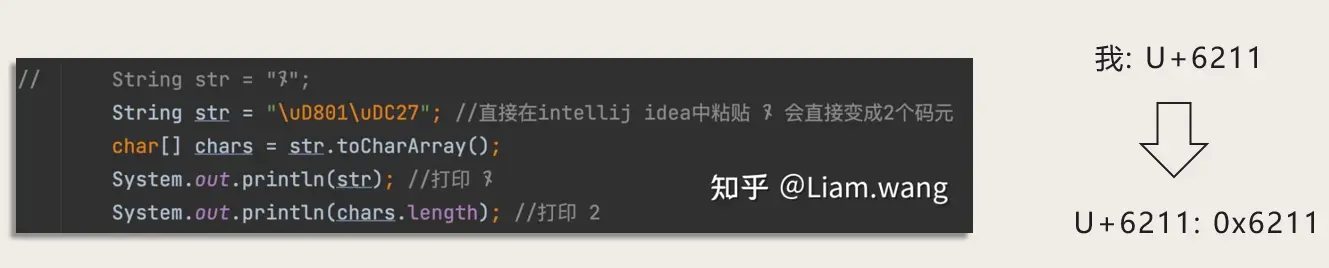 //      String str = "𐐧";
String str = "\uD801\uDC27"; //直接在intellij idea中粘贴 𐐧 会直接变成2个码元
char[] chars = str.toCharArray();
System.out.println(str); //打印 𐐧
System.out.println(chars.length); //打印 2
知乎 @Liam.wang
我: U+6211
U+6211: 0x6211